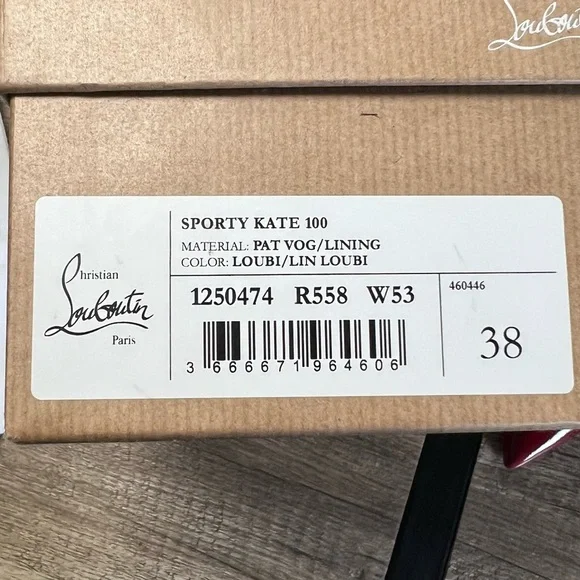 Louboutin
Christian
Louboutin
Paris
SPORTY KATE 100
MATERIAL: PAT VOG/LINING
COLOR: LOUBI/LIN LOUBI
1250474 R558 W53
460446
38
3 666671 964606